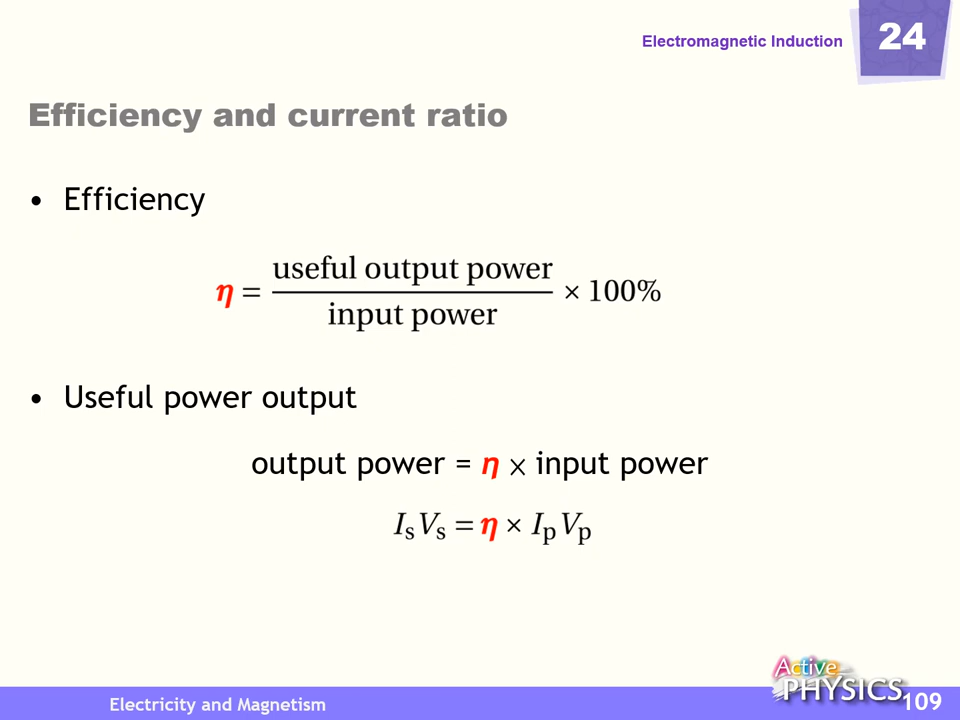 Electromagnetic Induction
24
Efficiency and current ratio
• Efficiency
η = useful output power / input power × 100%
• Useful power output
output power = η × input power
IₛVₛ = η × IₚVₚ
Electricity and Magnetism
Active PHYSICS
109